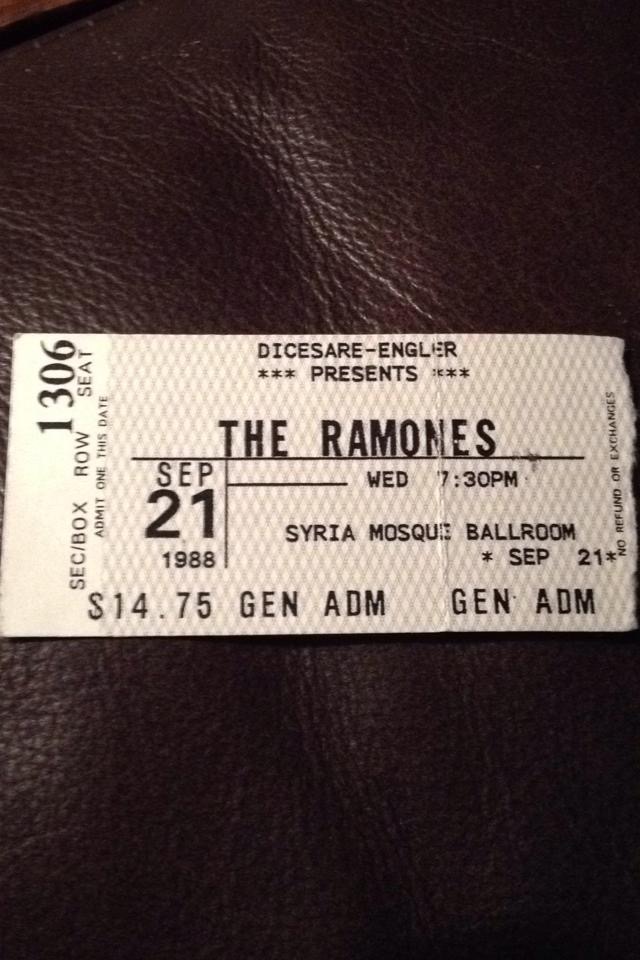 1306
SEC/BOX ROW SEAT
ADMIT ONE THIS DATE
DICESARE-ENGLER
*** PRESENTS ***
THE RAMONES
SEP
21
1988
WED 7:30PM
SYRIA MOSQUE BALLROOM
* SEP 21*
$14.75 GEN ADM GEN ADM
NO REFUND OR EXCHANGES